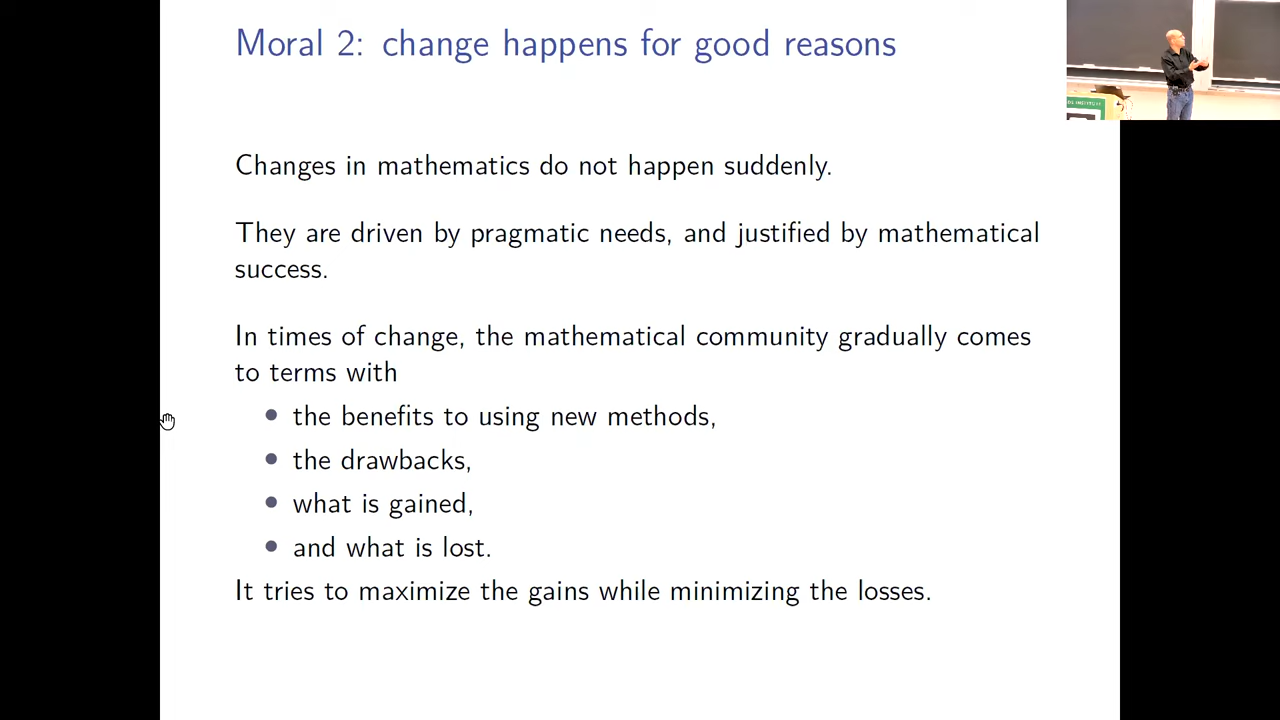 Moral 2: change happens for good reasons
Changes in mathematics do not happen suddenly.
They are driven by pragmatic needs, and justified by mathematical
success.
In times of change, the mathematical community gradually comes
to terms with
• the benefits to using new methods,
• the drawbacks,
• what is gained,
• and what is lost.
It tries to maximize the gains while minimizing the losses.
INSTITUTE